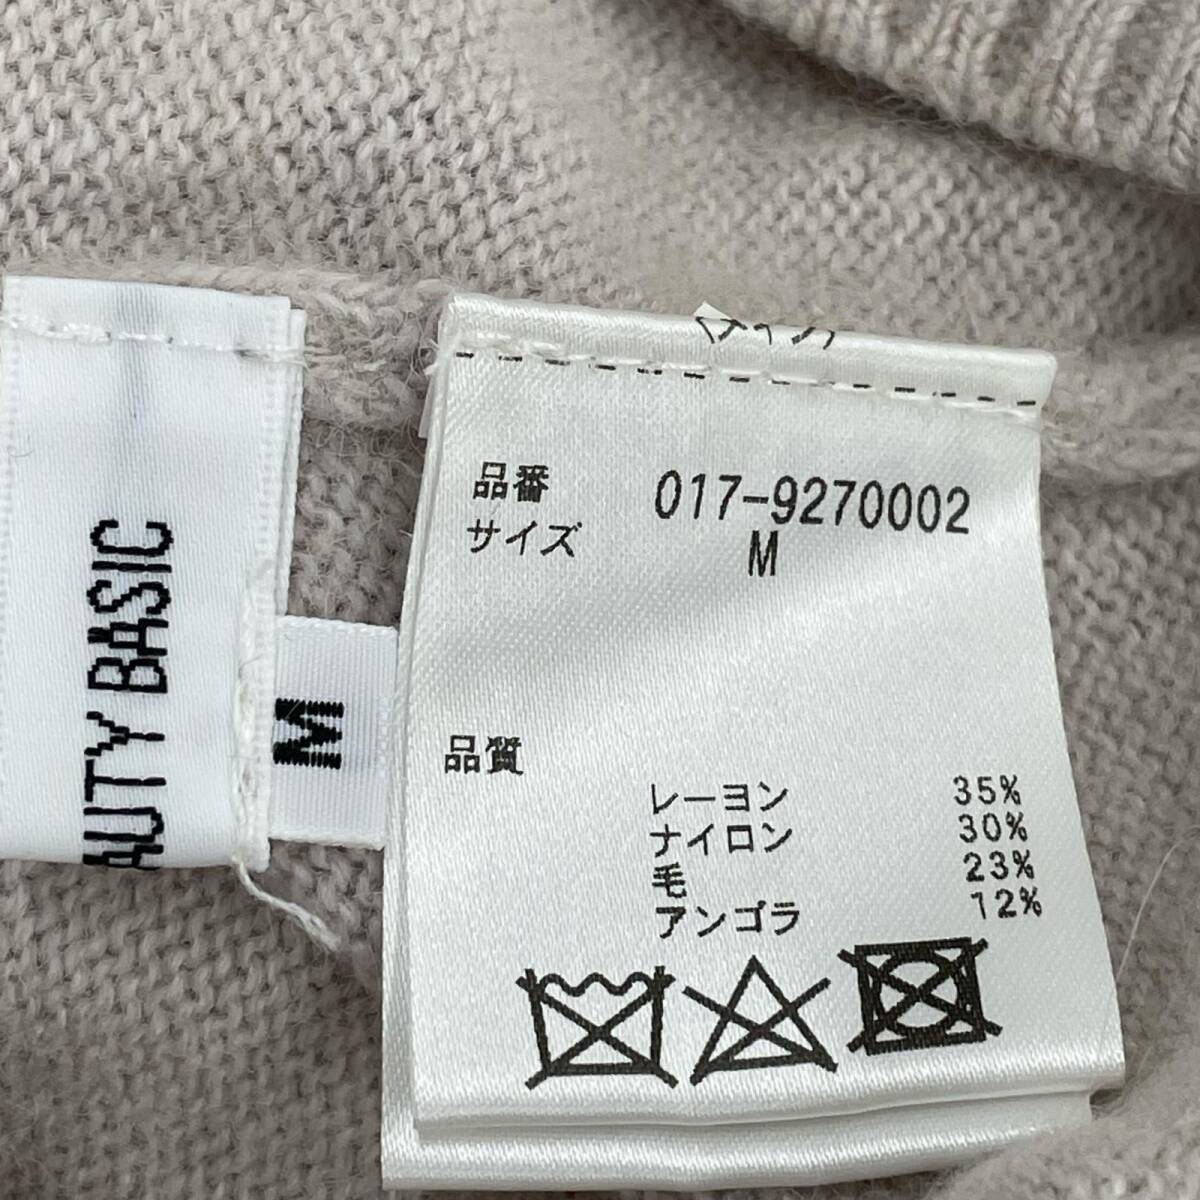 AUTY BASIC
M
品番 017-9270002
サイズ M
品質
レーヨン 35%
ナイロン 30%
毛 23%
アンゴラ 12%